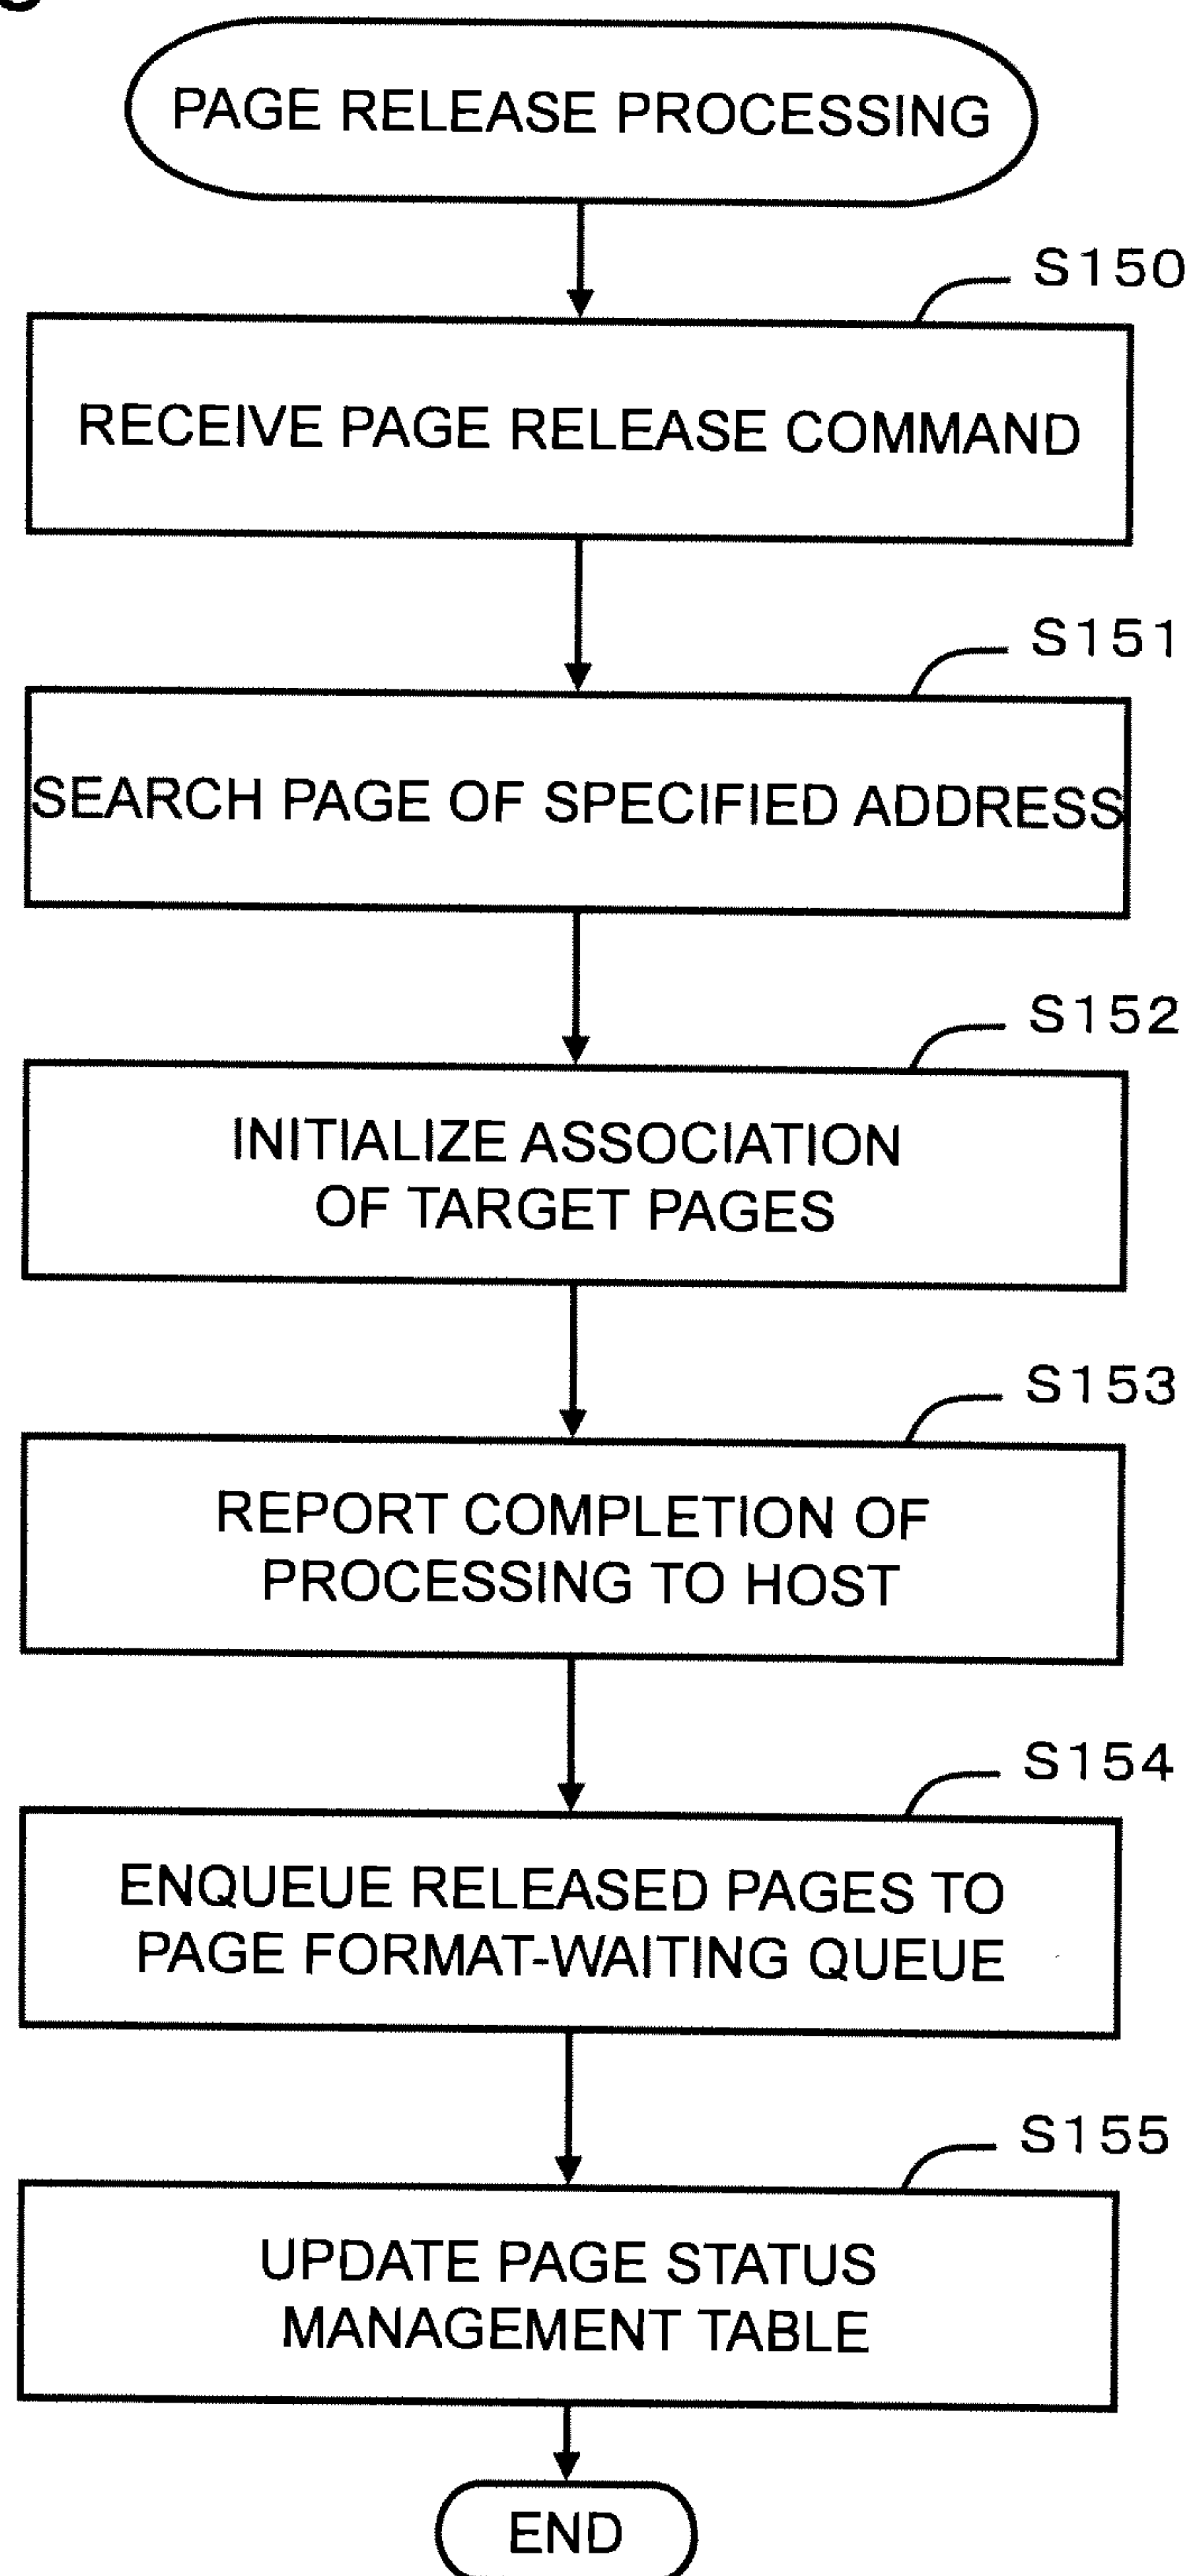 PAGE RELEASE PROCESSING
S150
RECEIVE PAGE RELEASE COMMAND
S151
SEARCH PAGE OF SPECIFIED ADDRESS
S152
INITIALIZE ASSOCIATION
OF TARGET PAGES
S153
REPORT COMPLETION OF
PROCESSING TO HOST
S154
ENQUEUE RELEASED PAGES TO
PAGE FORMAT-WAITING QUEUE
S155
UPDATE PAGE STATUS
MANAGEMENT TABLE
END